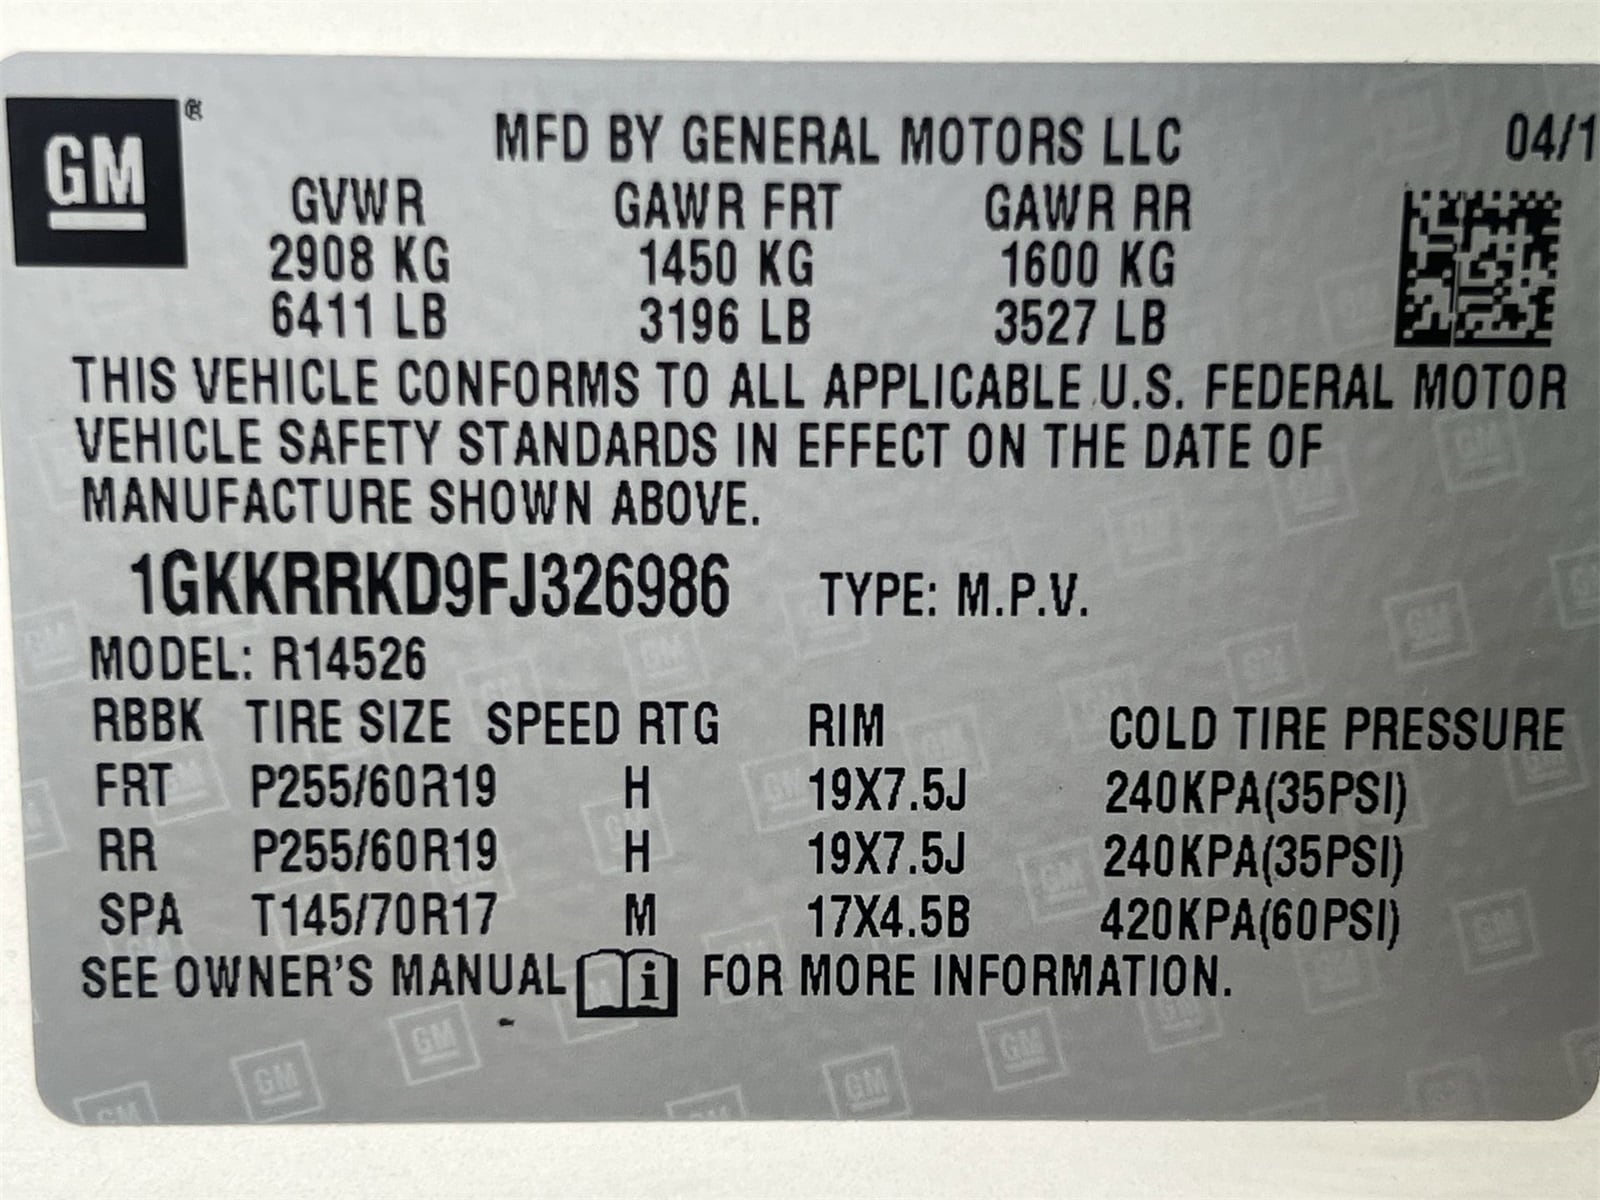 GM®
MFD BY GENERAL MOTORS LLC 04/1
GVWR GAWR FRT GAWR RR
2908 KG 1450 KG 1600 KG
6411 LB 3196 LB 3527 LB
THIS VEHICLE CONFORMS TO ALL APPLICABLE U.S. FEDERAL MOTOR
VEHICLE SAFETY STANDARDS IN EFFECT ON THE DATE OF
MANUFACTURE SHOWN ABOVE.
1GKKRRKD9FJ326986 TYPE: M.P.V.
MODEL: R14526
RBBK TIRE SIZE SPEED RTG RIM COLD TIRE PRESSURE
FRT P255/60R19 H 19X7.5J 240KPA(35PSI)
RR P255/60R19 H 19X7.5J 240KPA(35PSI)
SPA T145/70R17 M 17X4.5B 420KPA(60PSI)
SEE OWNER'S MANUAL i FOR MORE INFORMATION.